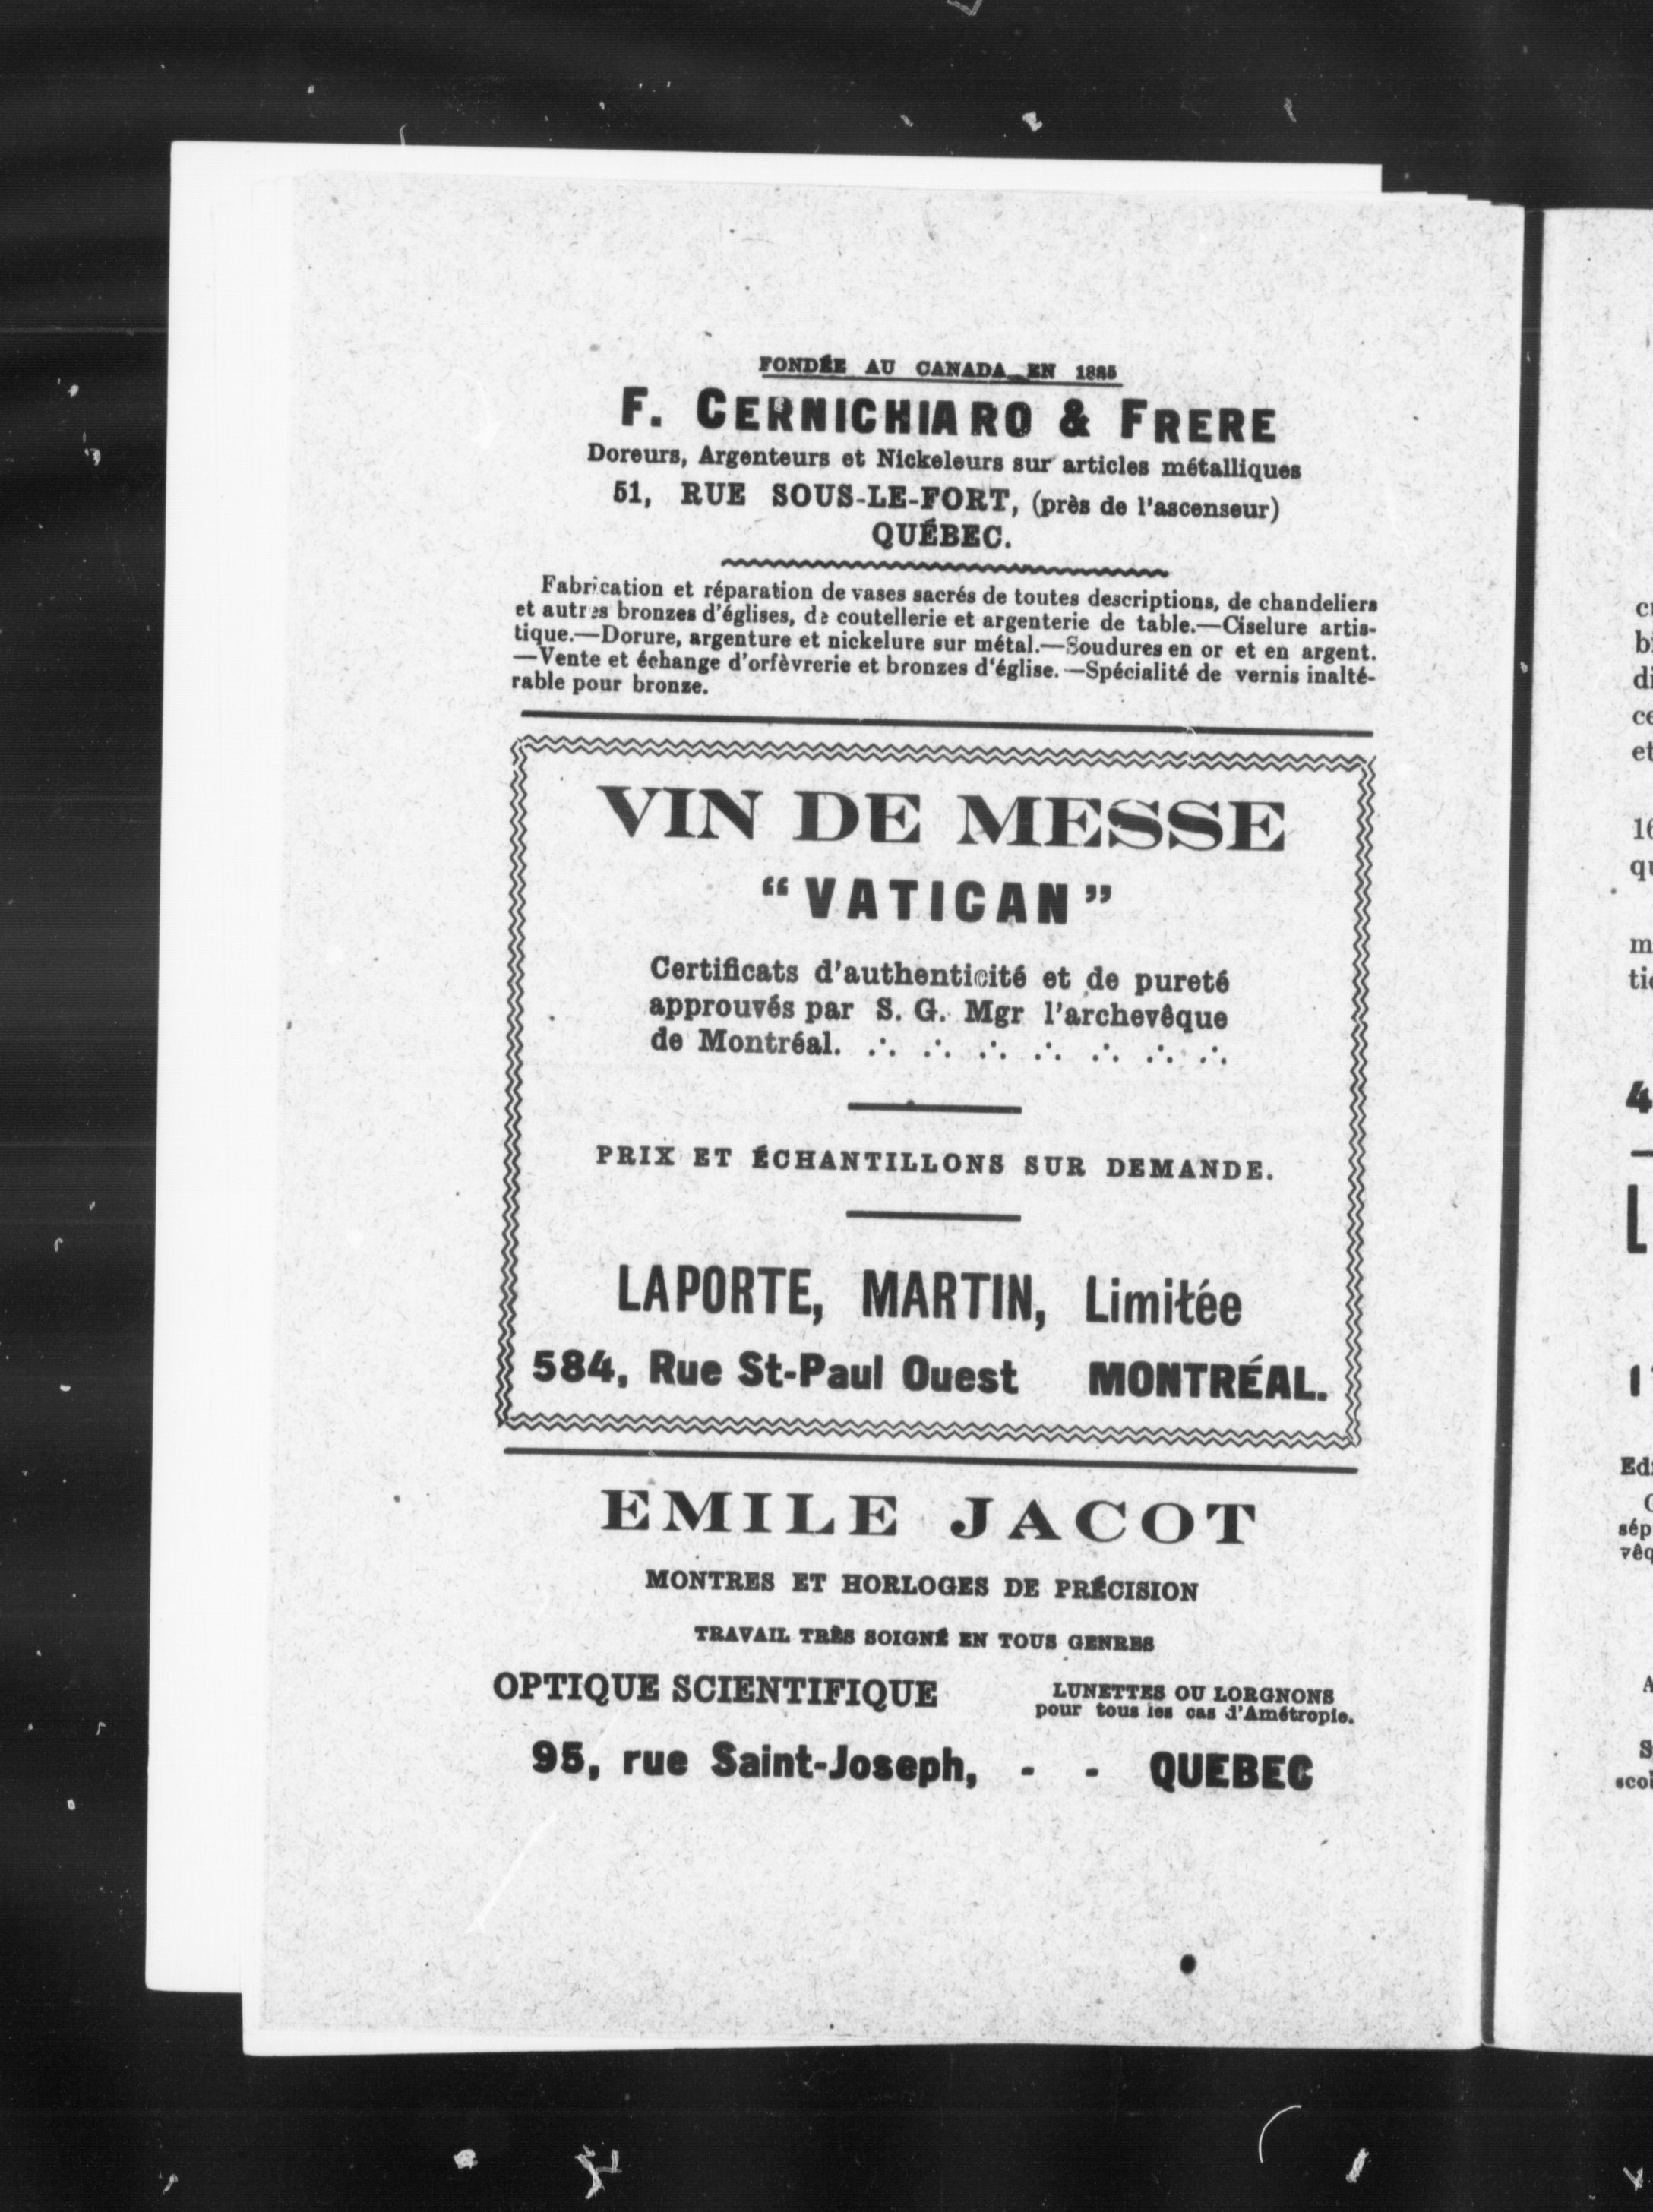 FONDÉE AU CANADA EN 1885
F. CERNICHIARO & FRERE
Doreurs, Argenteurs et Nickeleurs sur articles métalliques
51, RUE SOUS-LE-FORT, (près de l'ascenseur)
QUÉBEC.
Fabrication et réparation de vases sacrés de toutes descriptions, de chandeliers
et autres bronzes d'églises, de coutellerie et argenterie de table.—Ciselure artis-
tique.—Dorure, argenture et nickelure sur métal.—Soudures en or et en argent.
—Vente et échange d'orfèvrerie et bronzes d'église.—Spécialité de vernis inalté-
rable pour bronze.
VIN DE MESSE
“VATICAN”
Certificats d'authenticité et de pureté
approuvés par S. G. Mgr l'archevêque
de Montréal. ∴ ∴ ∴ ∴ ∴ ∴ ∴
PRIX ET ÉCHANTILLONS SUR DEMANDE.
LAPORTE, MARTIN, Limitée
584, Rue St-Paul Ouest MONTRÉAL.
EMILE JACOT
MONTRES ET HORLOGES DE PRÉCISION
TRAVAIL TRÈS SOIGNÉ EN TOUS GENRES
OPTIQUE SCIENTIFIQUE LUNETTES OU LORGNONS
pour tous les cas d'Amétropie.
95, rue Saint-Joseph, - - QUEBEC